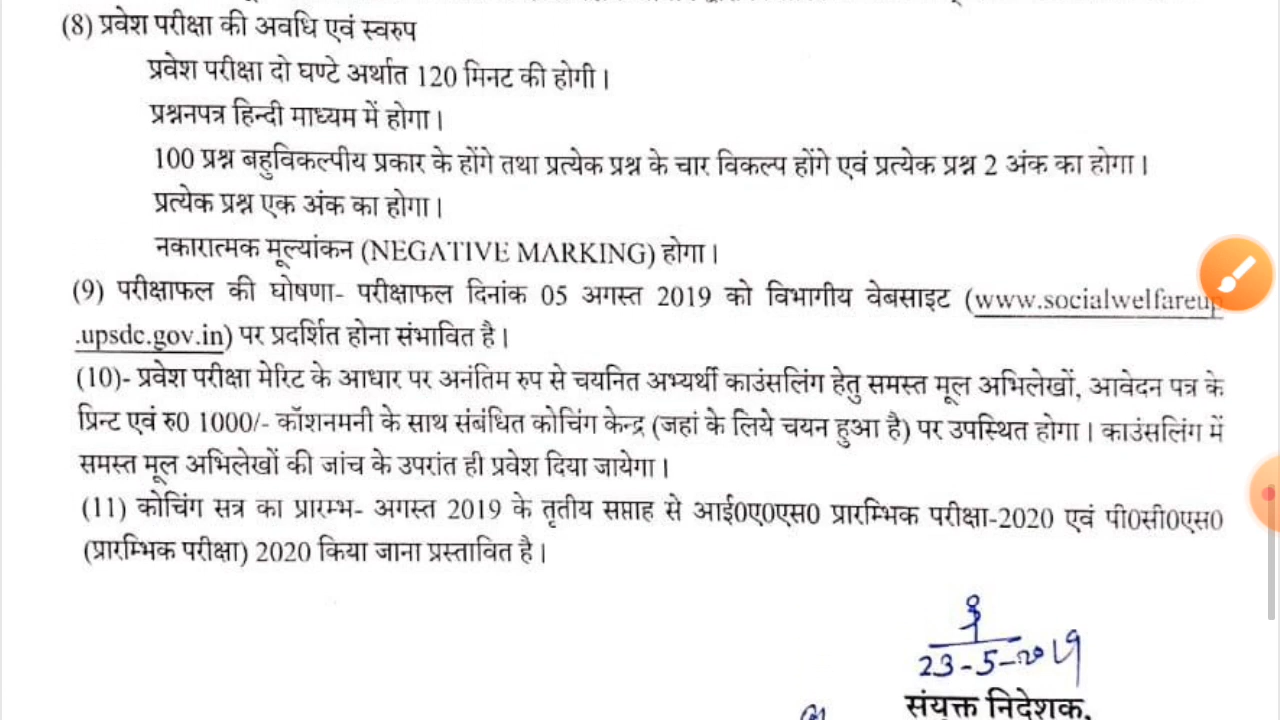 (8) प्रवेश परीक्षा की अवधि एवं स्वरुप
प्रवेश परीक्षा दो घण्टे अर्थात 120 मिनट की होगी।
प्रश्ननपत्र हिन्दी माध्यम में होगा।
100 प्रश्न बहुविकल्पीय प्रकार के होंगे तथा प्रत्येक प्रश्न के चार विकल्प होंगे एवं प्रत्येक प्रश्न 2 अंक का होगा।
प्रत्येक प्रश्न एक अंक का होगा।
नकारात्मक मूल्यांकन (NEGATIVE MARKING) होगा।
(9) परीक्षाफल की घोषणा- परीक्षाफल दिनांक 05 अगस्त 2019 को विभागीय वेबसाइट (www.socialwelfareup
.upsdc.gov.in) पर प्रदर्शित होना संभावित है।
(10)- प्रवेश परीक्षा मेरिट के आधार पर अनंतिम रुप से चयनित अभ्यर्थी काउंसलिंग हेतु समस्त मूल अभिलेखों, आवेदन पत्र के
प्रिन्ट एवं रु0 1000/- कॉशनमनी के साथ संबंधित कोचिंग केन्द्र (जहां के लिये चयन हुआ है) पर उपस्थित होगा। काउंसलिंग में
समस्त मूल अभिलेखों की जांच के उपरांत ही प्रवेश दिया जायेगा।
(11) कोचिंग सत्र का प्रारम्भ- अगस्त 2019 के तृतीय सप्ताह से आई0ए0एस0 प्रारम्भिक परीक्षा-2020 एवं पी0सी0एस0
(प्रारम्भिक परीक्षा) 2020 किया जाना प्रस्तावित है।
23-5-2019
संयुक्त निदेशक,